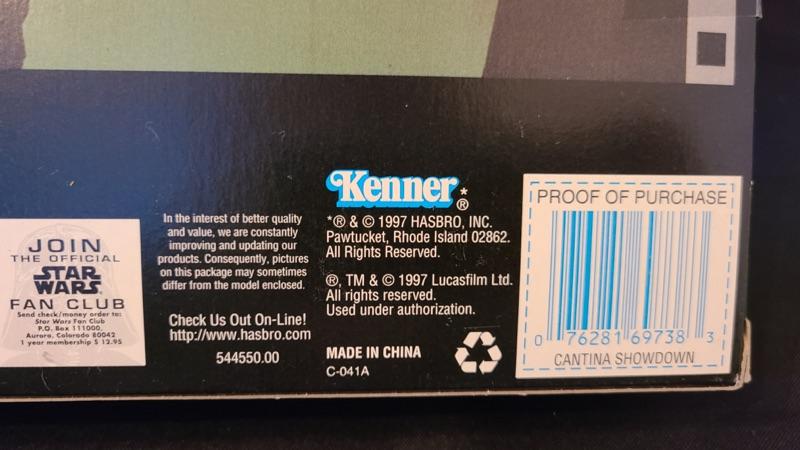 JOIN
THE OFFICIAL
STAR
WARS
FAN CLUB
Send check/money order to:
Star Wars Fan Club
P.O. Box 111000,
Aurora, Colorado 80042
1 year membership $ 12.95
In the interest of better quality
and value, we are constantly
improving and updating our
products. Consequently, pictures
on this package may sometimes
differ from the model enclosed.
Check Us Out On-Line!
http://www.hasbro.com
544550.00
Kenner*®
*® & © 1997 HASBRO, INC.
Pawtucket, Rhode Island 02862.
All Rights Reserved.
®, TM & © 1997 Lucasfilm Ltd.
All rights reserved.
Used under authorization.
MADE IN CHINA
C-041A
PROOF OF PURCHASE
0 76281 69738 3
CANTINA SHOWDOWN